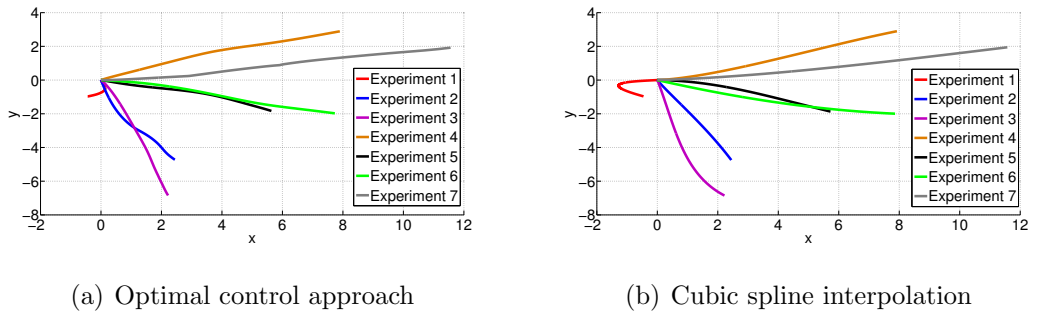 4
2
0
−2
−4
−6
−8
y
−2 0 2 4 6 8 10 12
x
Experiment 1
Experiment 2
Experiment 3
Experiment 4
Experiment 5
Experiment 6
Experiment 7
(a) Optimal control approach
4
2
0
−2
−4
−6
−8
y
−2 0 2 4 6 8 10 12
x
Experiment 1
Experiment 2
Experiment 3
Experiment 4
Experiment 5
Experiment 6
Experiment 7
(b) Cubic spline interpolation